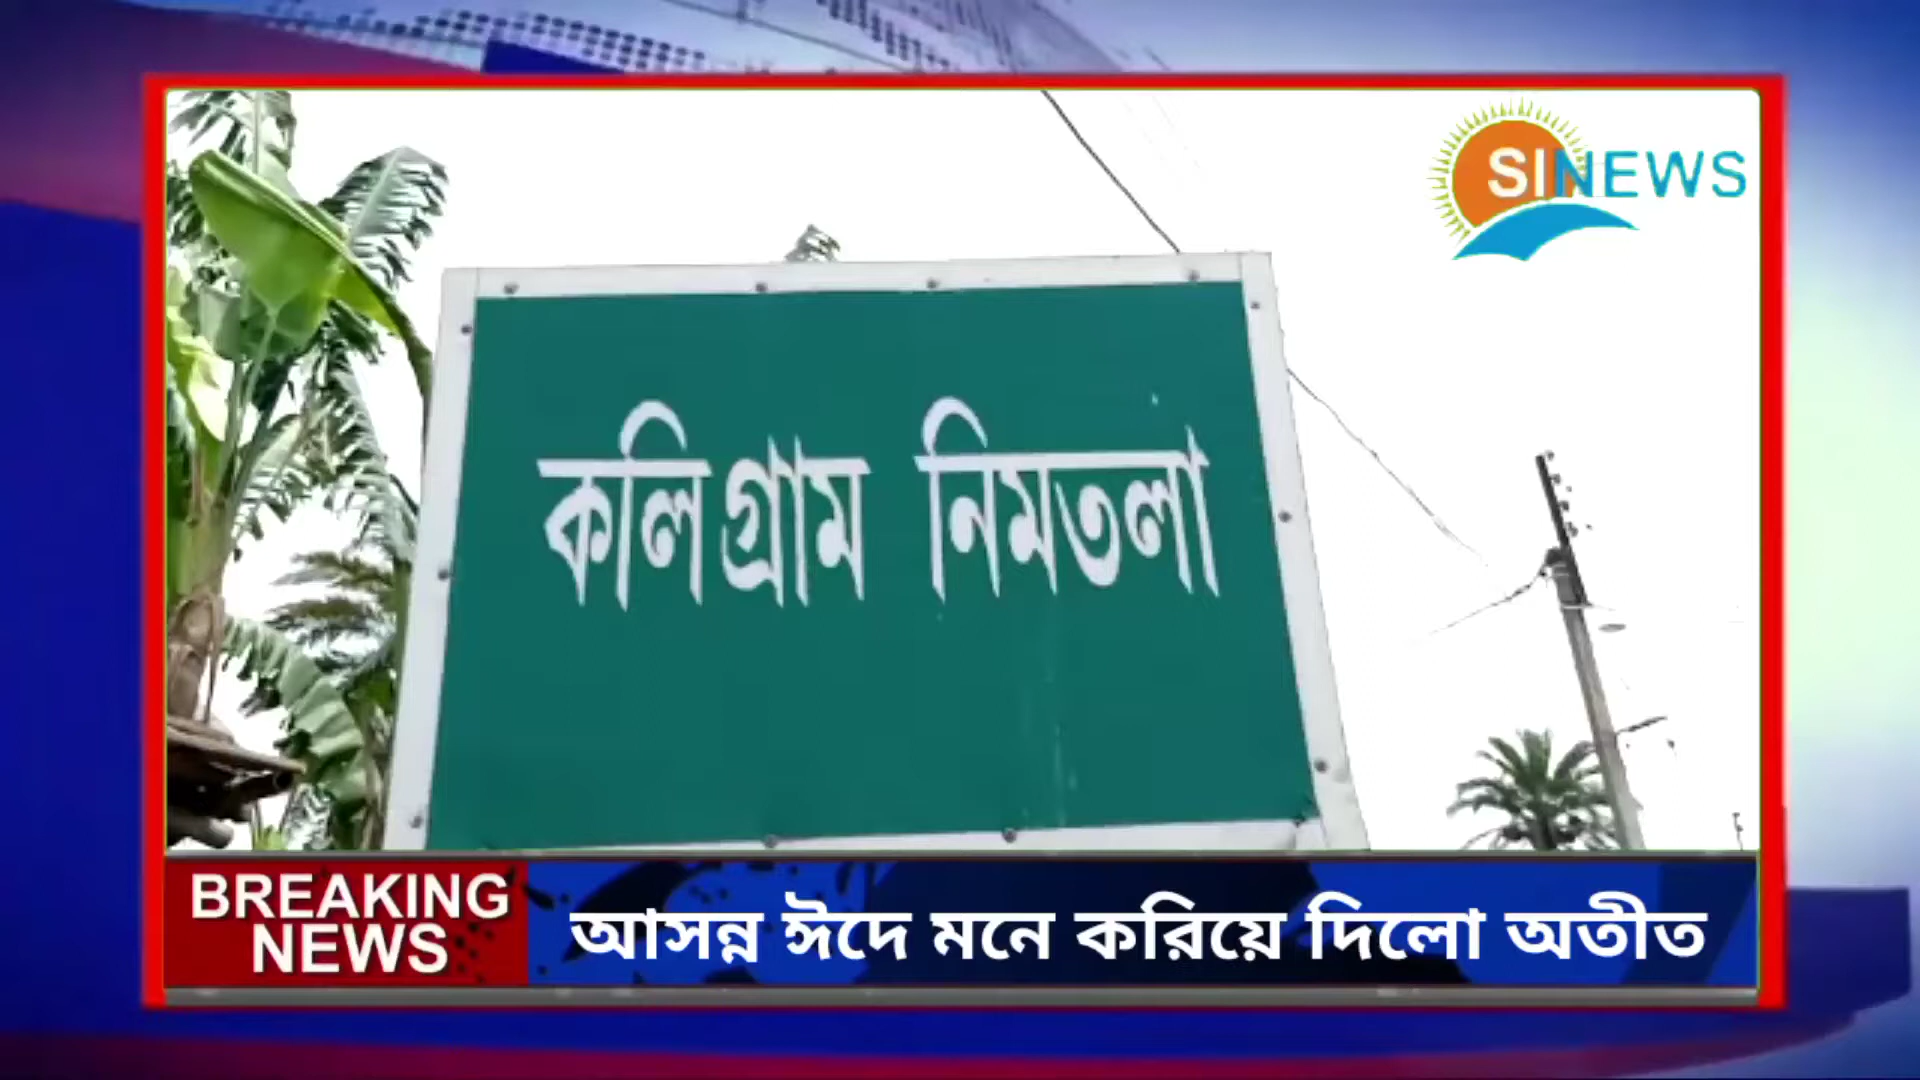 SINEWS
কলিগ্রাম নিমতলা
BREAKING
NEWS
আসন্ন ঈদে মনে করিয়ে দিলো অতীত